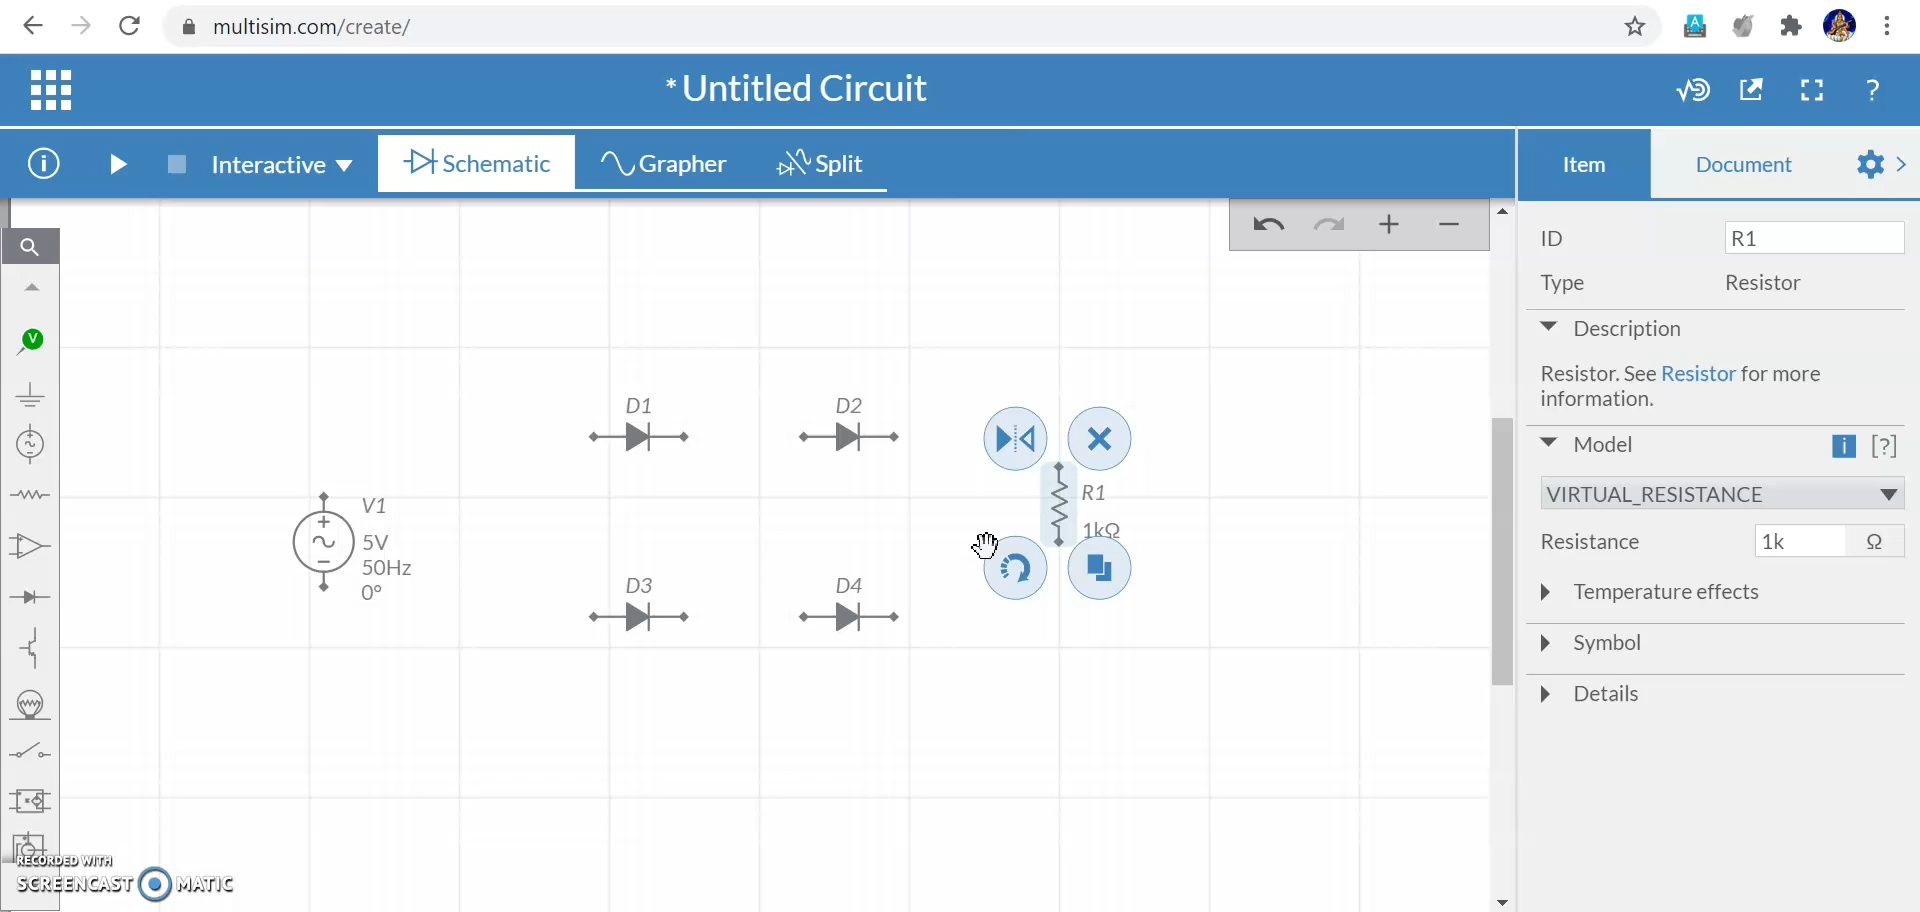 multisim.com/create/
* Untitled Circuit
?
i
Interactive
Schematic
Grapher
Split
Item
Document
ID
R1
Type
Resistor
Description
Resistor. See Resistor for more
information.
Model
i
[?]
VIRTUAL_RESISTANCE
Resistance
1k
Ω
Temperature effects
Symbol
Details
V
D1
D2
R1
1kΩ
V1
5V
50Hz
0°
D3
D4
RECORDED WITH
SCREENCAST MATIC